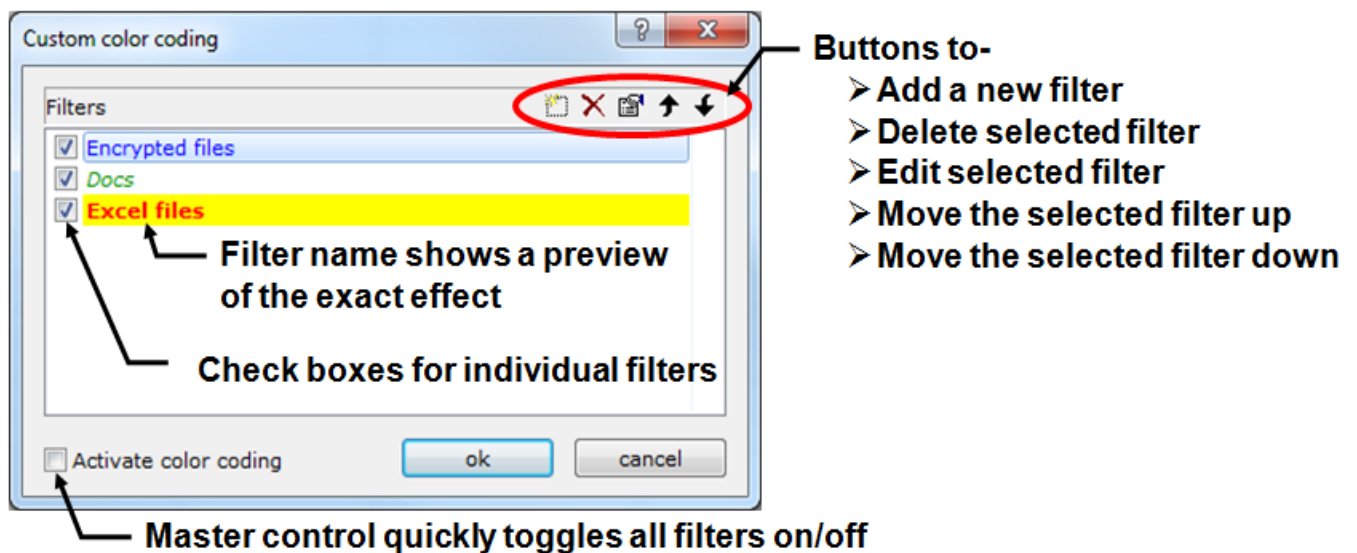 Custom color coding
Buttons to-
➢ Add a new filter
➢ Delete selected filter
➢ Edit selected filter
➢ Move the selected filter up
➢ Move the selected filter down
Filters
Encrypted files
Docs
Excel files
Filter name shows a preview
of the exact effect
Check boxes for individual filters
Activate color coding
ok
cancel
Master control quickly toggles all filters on/off